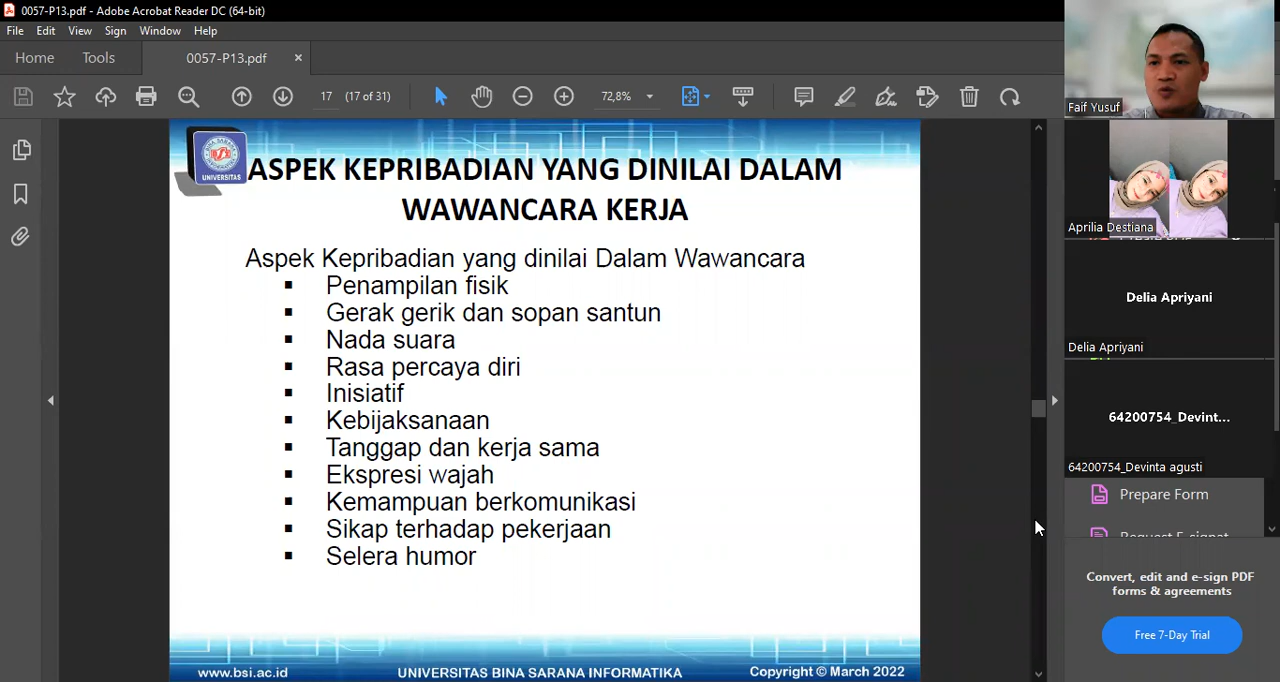 0057-P13.pdf - Adobe Acrobat Reader DC (64-bit)
File Edit View Sign Window Help
Home Tools 0057-P13.pdf ×
17 (17 of 31) 72,8%
UNIVERSITAS
ASPEK KEPRIBADIAN YANG DINILAI DALAM
WAWANCARA KERJA
Aspek Kepribadian yang dinilai Dalam Wawancara
▪ Penampilan fisik
▪ Gerak gerik dan sopan santun
▪ Nada suara
▪ Rasa percaya diri
▪ Inisiatif
▪ Kebijaksanaan
▪ Tanggap dan kerja sama
▪ Ekspresi wajah
▪ Kemampuan berkomunikasi
▪ Sikap terhadap pekerjaan
▪ Selera humor
www.bsi.ac.id UNIVERSITAS BINA SARANA INFORMATIKA Copyright © March 2022
Faif Yusuf
Aprilia Destiana
Delia Apriyani
Delia Apriyani
64200754_Devint...
64200754_Devinta agusti
Prepare Form
Convert, edit and e-sign PDF
forms & agreements
Free 7-Day Trial